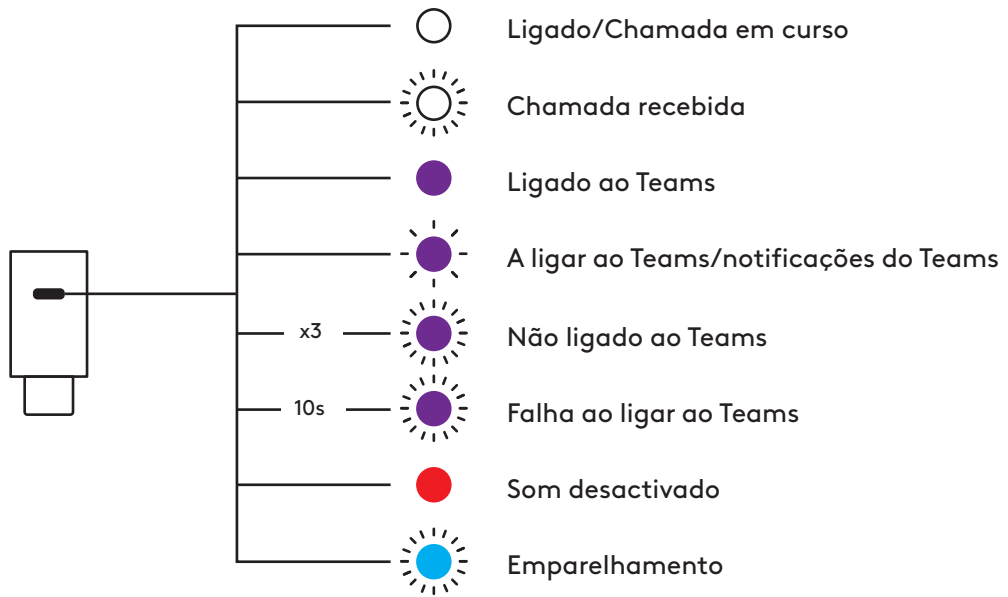 Ligado/Chamada em curso
Chamada recebida
Ligado ao Teams
A ligar ao Teams/notificações do Teams
x3 Não ligado ao Teams
10s Falha ao ligar ao Teams
Som desactivado
Emparelhamento